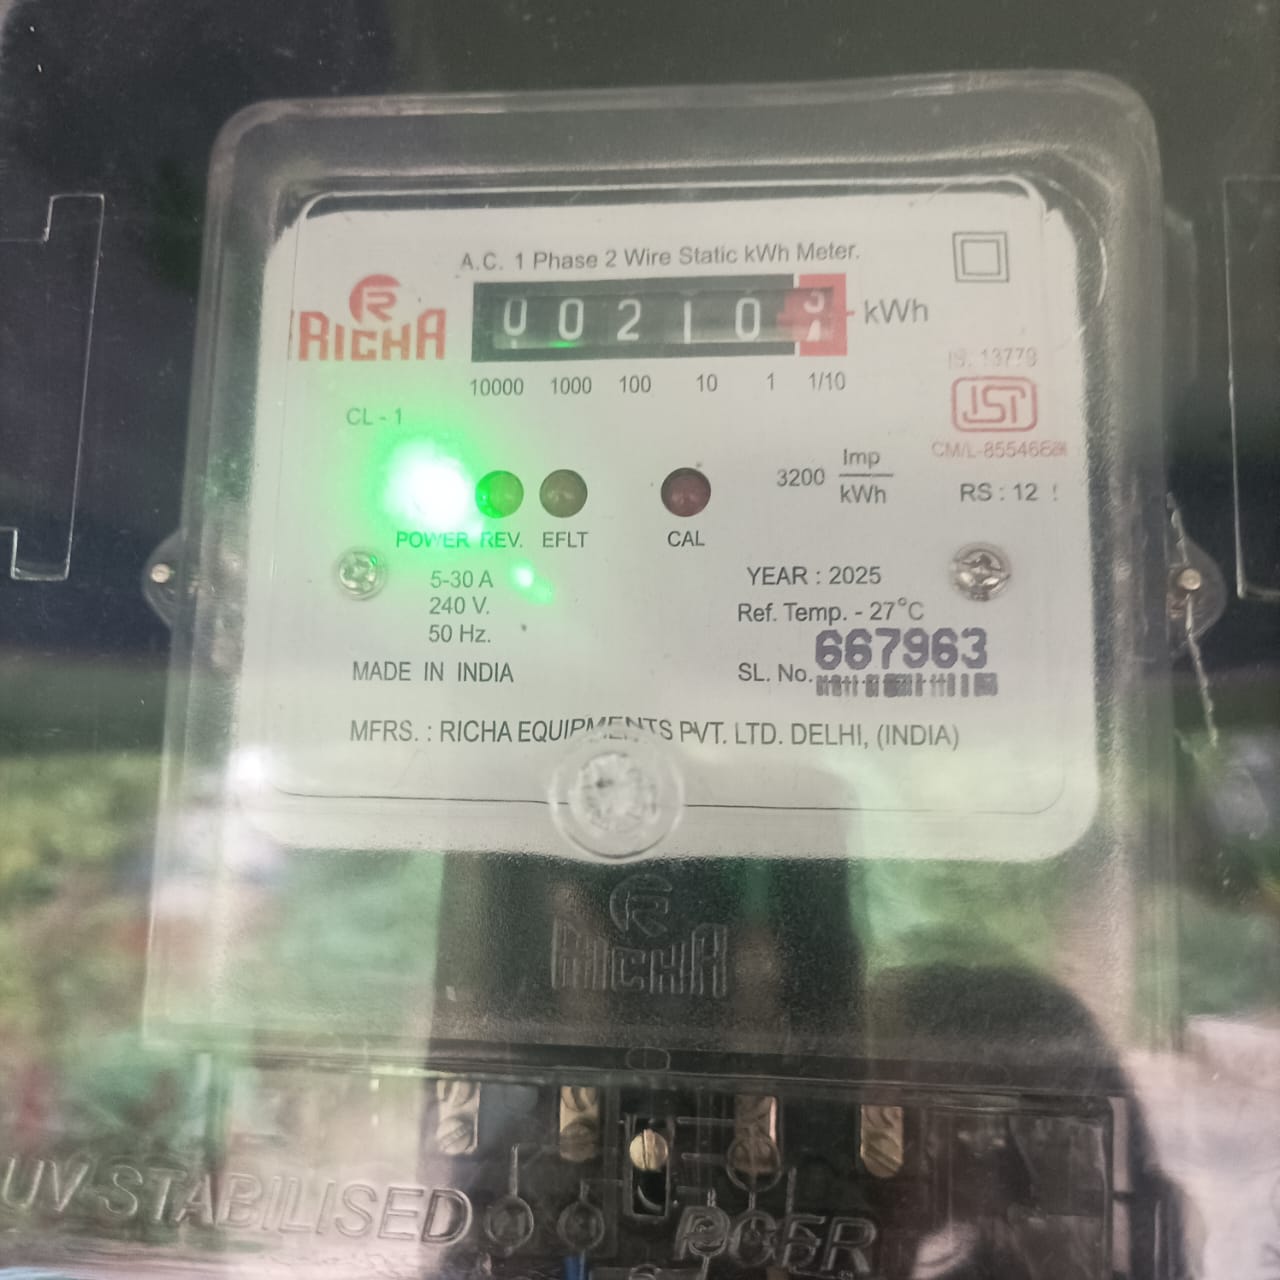 A.C. 1 Phase 2 Wire Static kWh Meter.
RICHA
0 0 2 1 0 kWh
10000 1000 100 10 1 1/10
IS. 13779
CL - 1
ISI
CM/L-85546
3200 Imp/kWh
RS : 12
POWER REV. EFLT CAL
5-30 A
240 V.
50 Hz.
YEAR : 2025
Ref. Temp. - 27°C
MADE IN INDIA
SL. No. 667963
MFRS. : RICHA EQUIPMENTS PVT. LTD. DELHI, (INDIA)
RICHA
UV-STABILISED